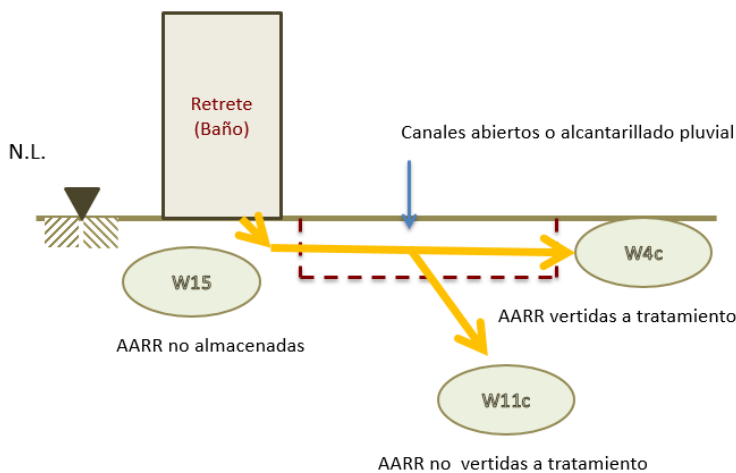 Retrete
(Baño)
Canales abiertos o alcantarillado pluvial
N.L.
W15
W4c
AARR vertidas a tratamiento
AARR no almacenadas
W11c
AARR no vertidas a tratamiento